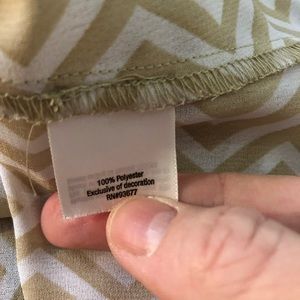 100% Polyester
Exclusive of decoration
RN#93677